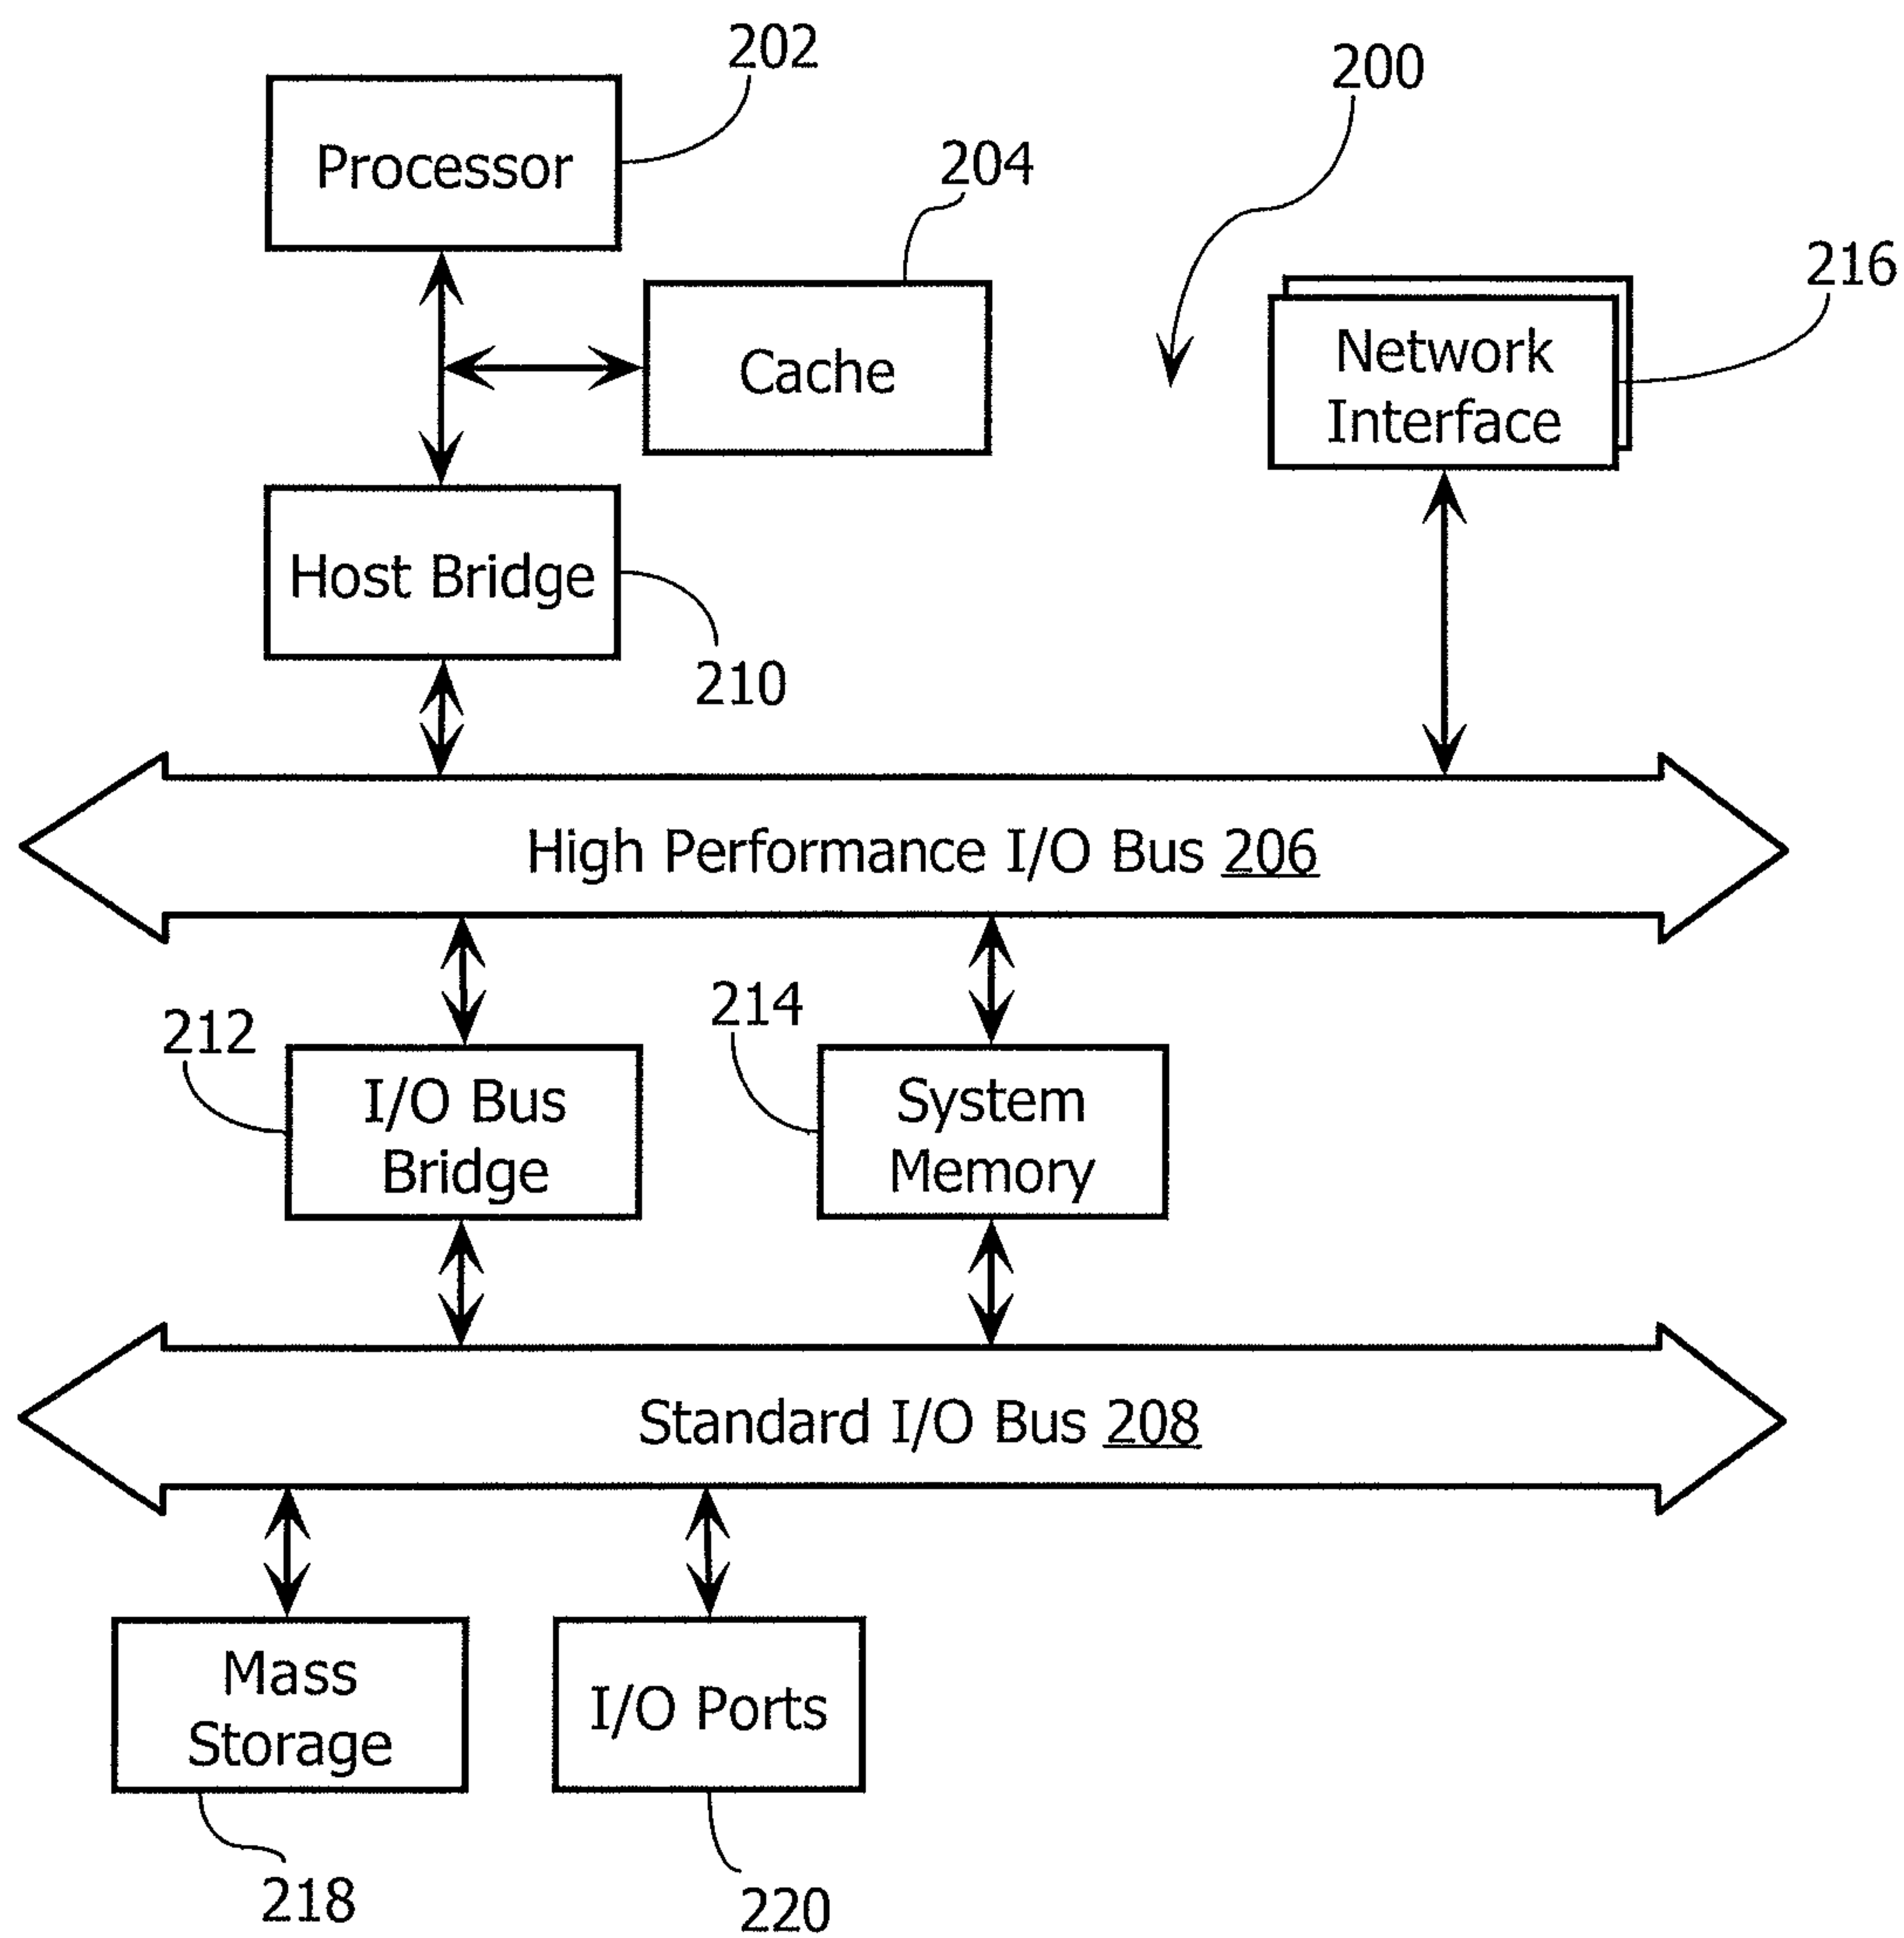 202
200
Processor
204
216
Cache
Network
Interface
Host Bridge
210
High Performance I/O Bus 206
212
214
I/O Bus
Bridge
System
Memory
Standard I/O Bus 208
Mass
Storage
I/O Ports
218
220